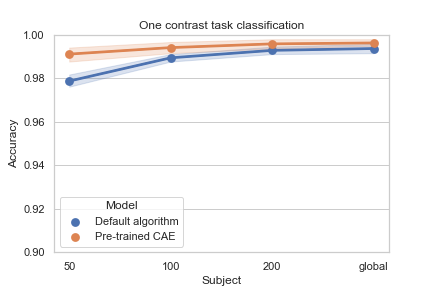 One contrast task classification
Accuracy
1.00
0.98
0.96
0.94
0.92
0.90
Model
Default algorithm
Pre-trained CAE
50 100 200 global
Subject